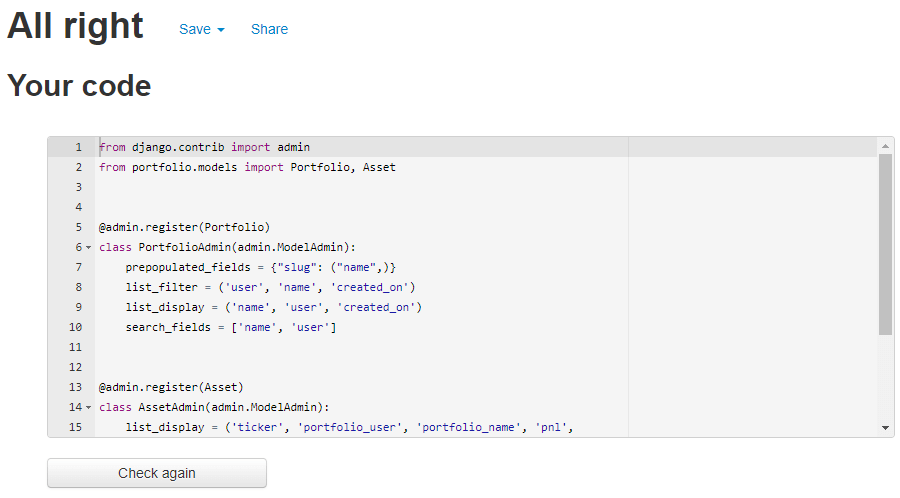 All right Save Share
Your code
1 from django.contrib import admin
2 from portfolio.models import Portfolio, Asset
3
4
5 @admin.register(Portfolio)
6 class PortfolioAdmin(admin.ModelAdmin):
7 prepopulated_fields = {"slug": ("name",)}
8 list_filter = ('user', 'name', 'created_on')
9 list_display = ('name', 'user', 'created_on')
10 search_fields = ['name', 'user']
11
12
13 @admin.register(Asset)
14 class AssetAdmin(admin.ModelAdmin):
15 list_display = ('ticker', 'portfolio_user', 'portfolio_name', 'pnl',
Check again